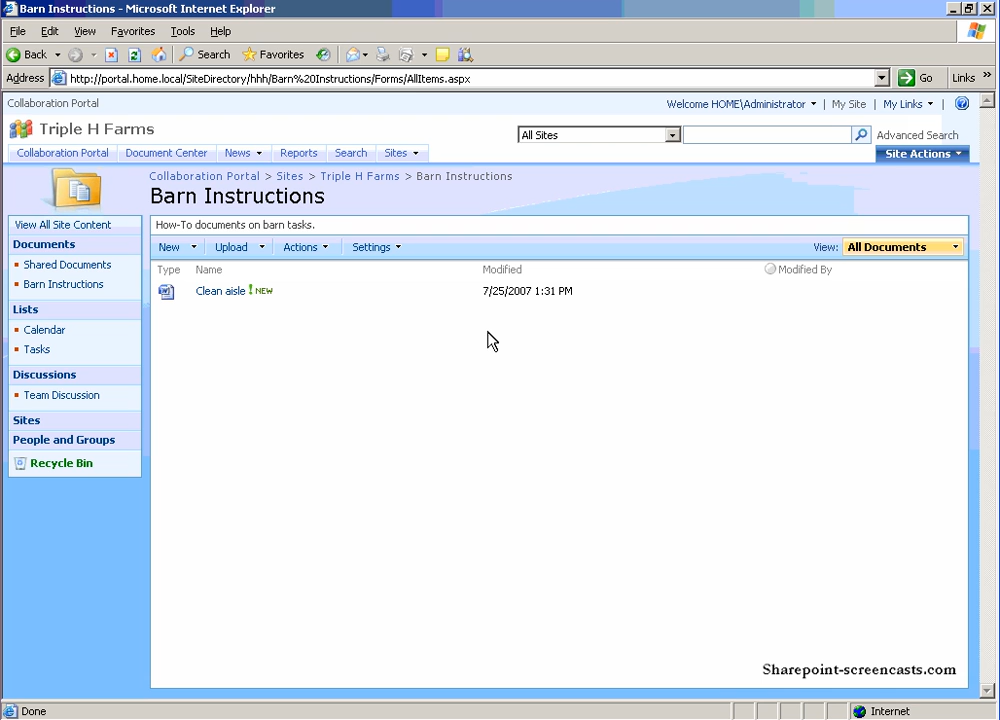 Barn Instructions - Microsoft Internet Explorer
File Edit View Favorites Tools Help
Back Search Favorites
Address http://portal.home.local/SiteDirectory/hhh/Barn%20Instructions/Forms/AllItems.aspx Go Links »
Collaboration Portal Welcome HOME\Administrator | My Site | My Links |
Triple H Farms All Sites Advanced Search
Collaboration Portal Document Center News Reports Search Sites Site Actions
Collaboration Portal > Sites > Triple H Farms > Barn Instructions
Barn Instructions
View All Site Content
Documents
Shared Documents
Barn Instructions
Lists
Calendar
Tasks
Discussions
Team Discussion
Sites
People and Groups
Recycle Bin
How-To documents on barn tasks.
New Upload Actions Settings View: All Documents
Type Name Modified Modified By
Clean aisle ! NEW 7/25/2007 1:31 PM
Sharepoint-screencasts.com
Done Internet